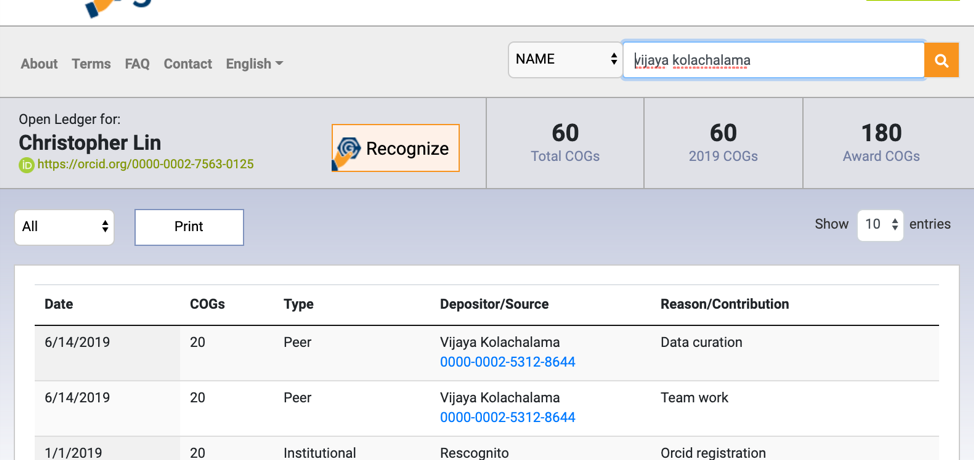 About Terms FAQ Contact English NAME vijaya kolachalama
Open Ledger for:
Christopher Lin
iD https://orcid.org/0000-0002-7563-0125
Recognize
60
Total COGs
60
2019 COGs
180
Award COGs
All Print Show 10 entries
Date COGs Type Depositor/Source Reason/Contribution
6/14/2019 20 Peer Vijaya Kolachalama Data curation
0000-0002-5312-8644
6/14/2019 20 Peer Vijaya Kolachalama Team work
0000-0002-5312-8644
1/1/2019 20 Institutional Rescognito Orcid registration